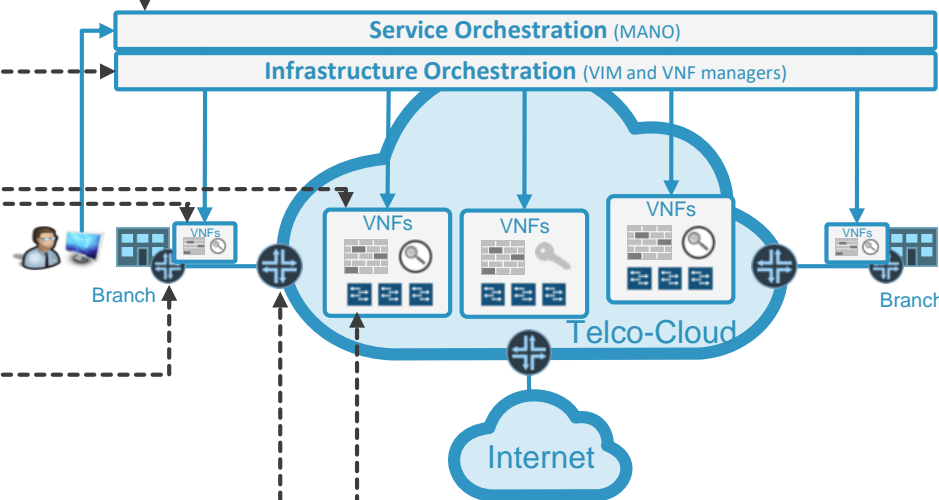 Service Orchestration (MANO)
Infrastructure Orchestration (VIM and VNF managers)
VNFs
VNFs
VNFs
VNFs
VNFs
Branch
Branch
Telco-Cloud
Internet